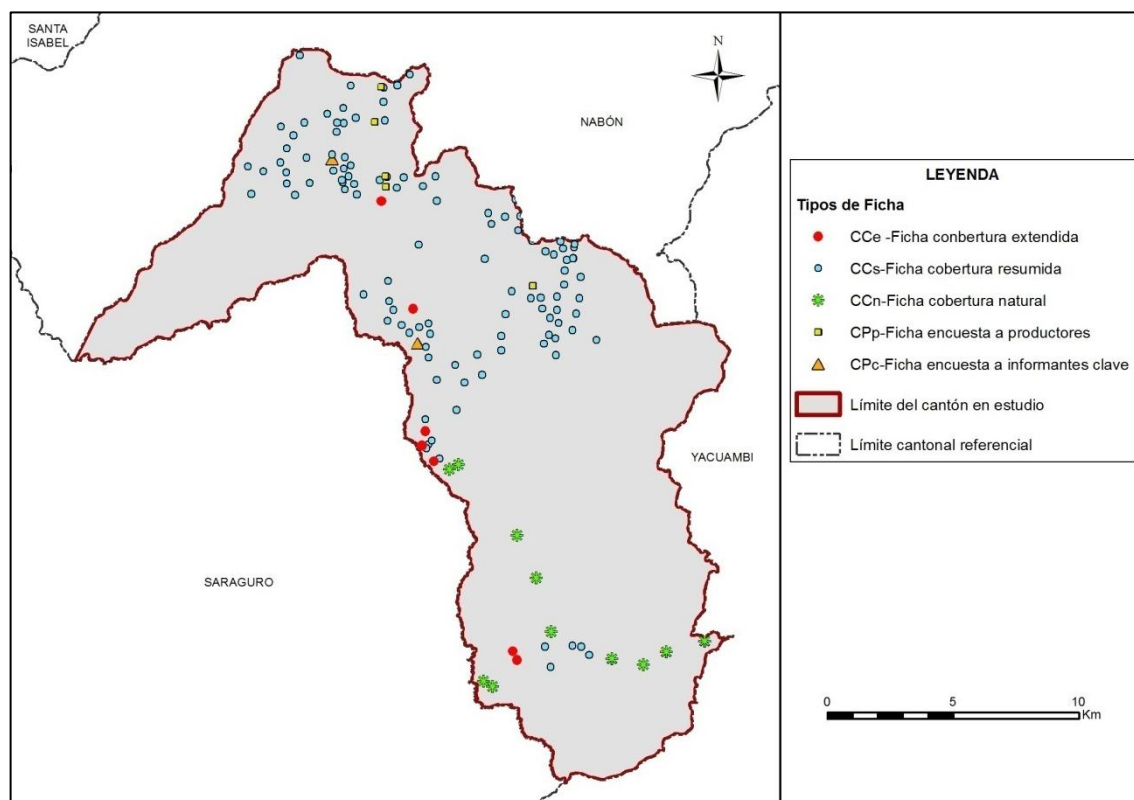 SANTA
ISABEL
N
NABÓN
LEYENDA
Tipos de Ficha
CCe -Ficha conbertura extendida
CCs-Ficha cobertura resumida
CCn-Ficha cobertura natural
CPp-Ficha encuesta a productores
CPc-Ficha encuesta a informantes clave
Límite del cantón en estudio
Límite cantonal referencial
YACUAMBI
SARAGURO
0 5 10
Km